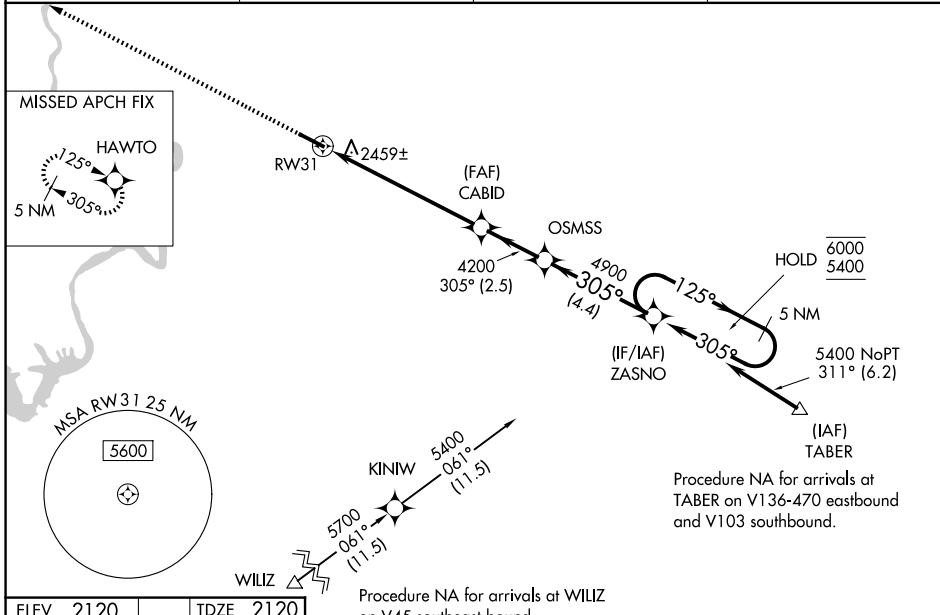 MISSED APCH FIX
HAWTO
125°
305°
5 NM
RW31
2459±
(FAF)
CABID
OSMSS
4200
305° (2.5)
4900
305°
(4.4)
125°
HOLD
6000
5400
5 NM
305°
(IF/IAF)
ZASNO
5400 NoPT
311° (6.2)
(IAF)
TABER
Procedure NA for arrivals at
TABER on V136-470 eastbound
and V103 southbound.
MSA RW31 25 NM
5600
KINIW
5400
061°
(11.5)
5700
061°
(11.5)
WILIZ
Procedure NA for arrivals at WILIZ
ELEV 2120
TDZE 2120